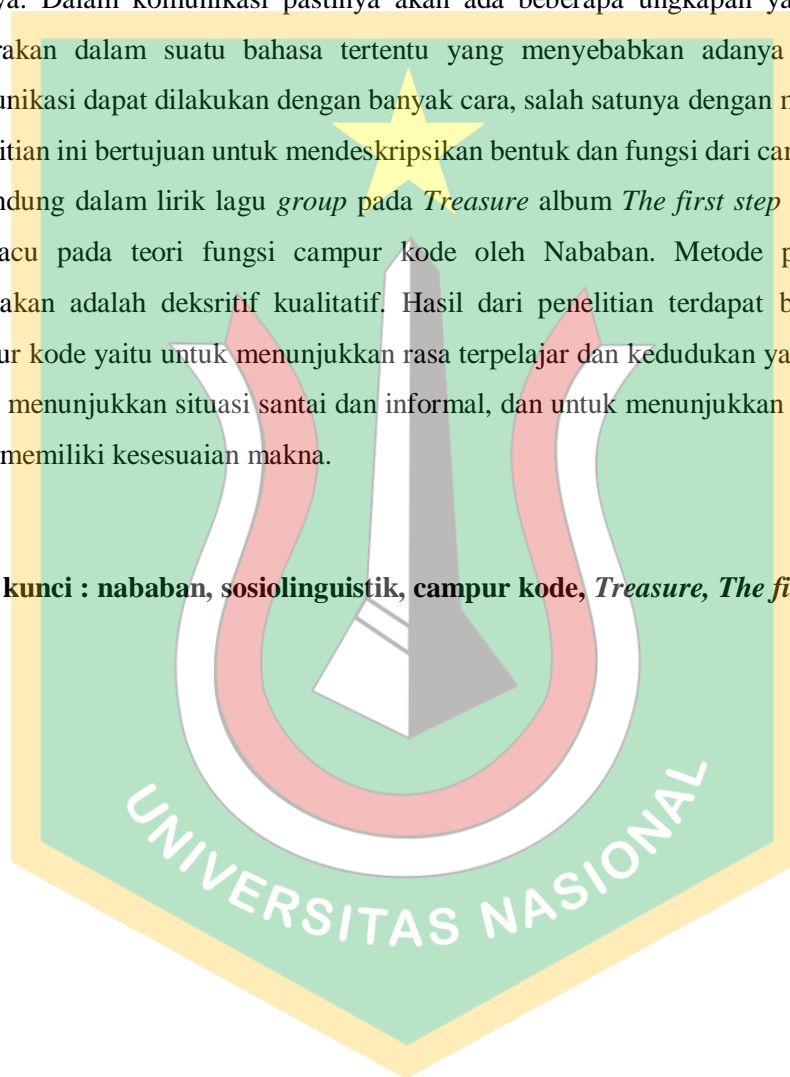 ya. Dalam komunikasi pastinya akan ada beberapa ungkapan ya
rakan dalam suatu bahasa tertentu yang menyebabkan adanya
unikasi dapat dilakukan dengan banyak cara, salah satunya dengan
itian ini bertujuan untuk mendeskripsikan bentuk dan fungsi dari
ndung dalam lirik lagu group pada Treasure album The first step
acu pada teori fungsi campur kode oleh Nababan. Metode p
akan adalah deksritif kualitatif. Hasil dari penelitian terdapat b
ur kode yaitu untuk menunjukkan rasa terpelajar dan kedudukan ya
menunjukkan situasi santai dan informal, dan untuk menunjukkan
memiliki kesesuaian makna.
kunci : nababan, sosiolinguistik, campur kode, Treasure, The fi
UNIVERSITAS NASIONAL